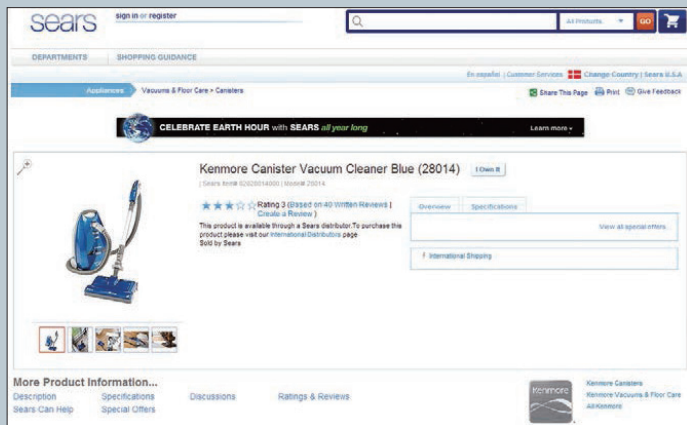 sears
sign in or register
All Products
GO
DEPARTMENTS
SHOPPING GUIDANCE
En español | Customer Services
Change Country | Sears U.S.A
Appliances
Vacuums & Floor Care > Canisters
Share This Page
Print
Give Feedback
CELEBRATE EARTH HOUR with SEARS all year long
Learn more
Kenmore Canister Vacuum Cleaner Blue (28014)
I Own It
| Sears Item# 02028014000 | Model# 28014
Rating 3 (Based on 40 Written Reviews |
Create a Review )
This product is available through a Sears distributor.To purchase this
product please visit our International Distributors page
Sold by Sears
Overview
Specifications
View all special offers.
International Shipping
More Product Information...
Description
Specifications
Discussions
Ratings & Reviews
Sears Can Help
Special Offers
Kenmore
Kenmore Canisters
Kenmore Vacuums & Floor Care
All Kenmore